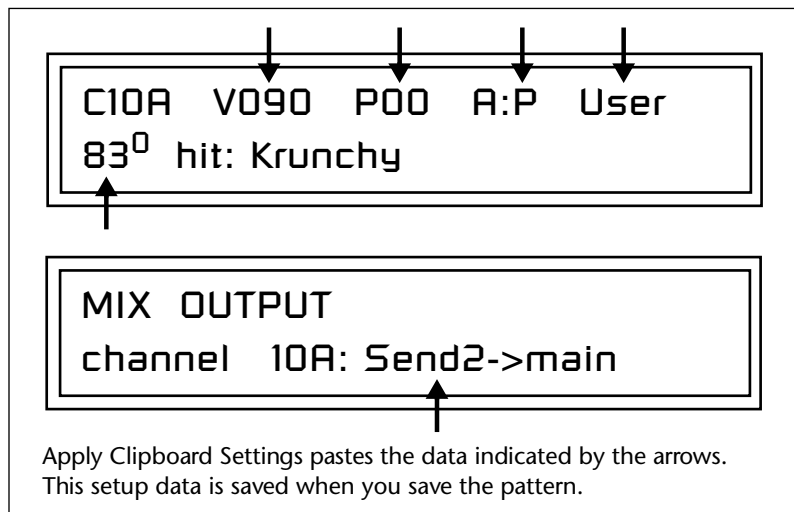 C10A V090 P00 A:P User
83⁰ hit: Krunchy
MIX OUTPUT
channel 10A: Send2->main
Apply Clipboard Settings pastes the data indicated by the arrows.
This setup data is saved when you save the pattern.